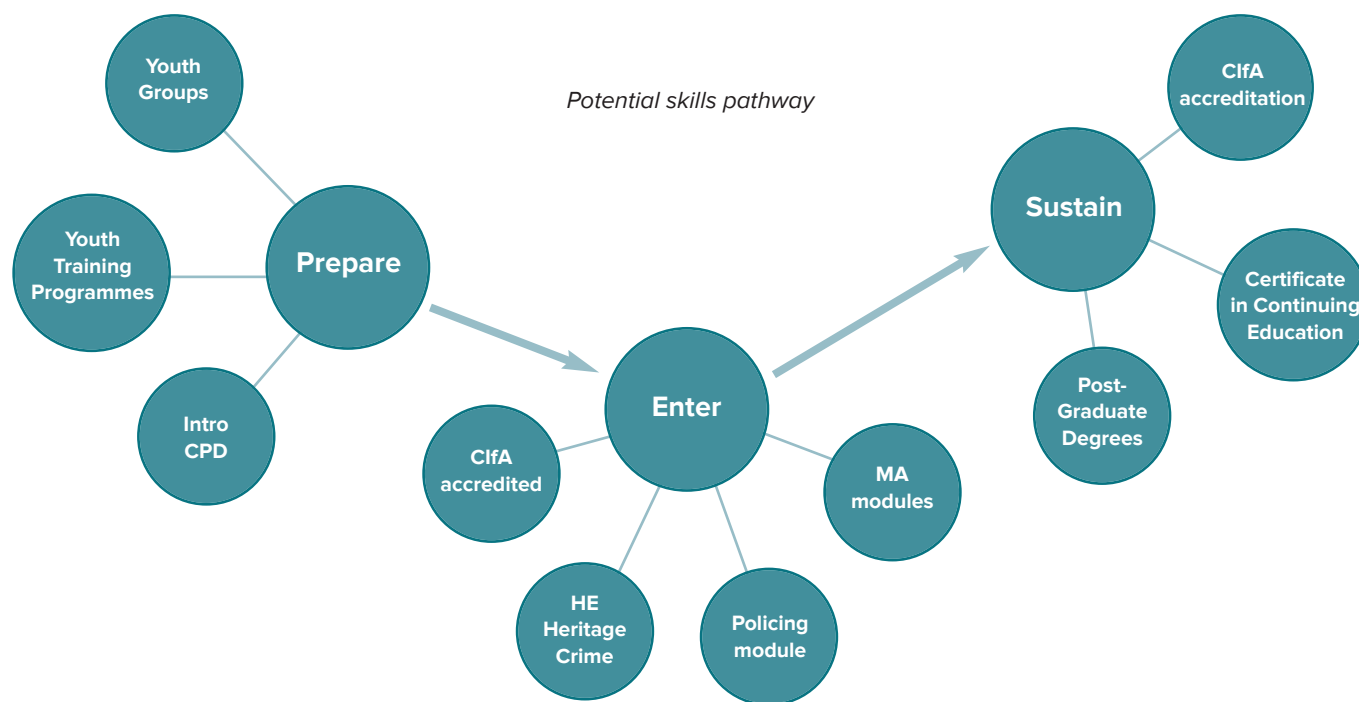 Potential skills pathway
Prepare
Youth
Groups
Youth
Training
Programmes
Intro
CPD
Enter
CIfA
accredited
HE
Heritage
Crime
Policing
module
MA
modules
Sustain
CIfA
accreditation
Certificate
in Continuing
Education
Post-
Graduate
Degrees